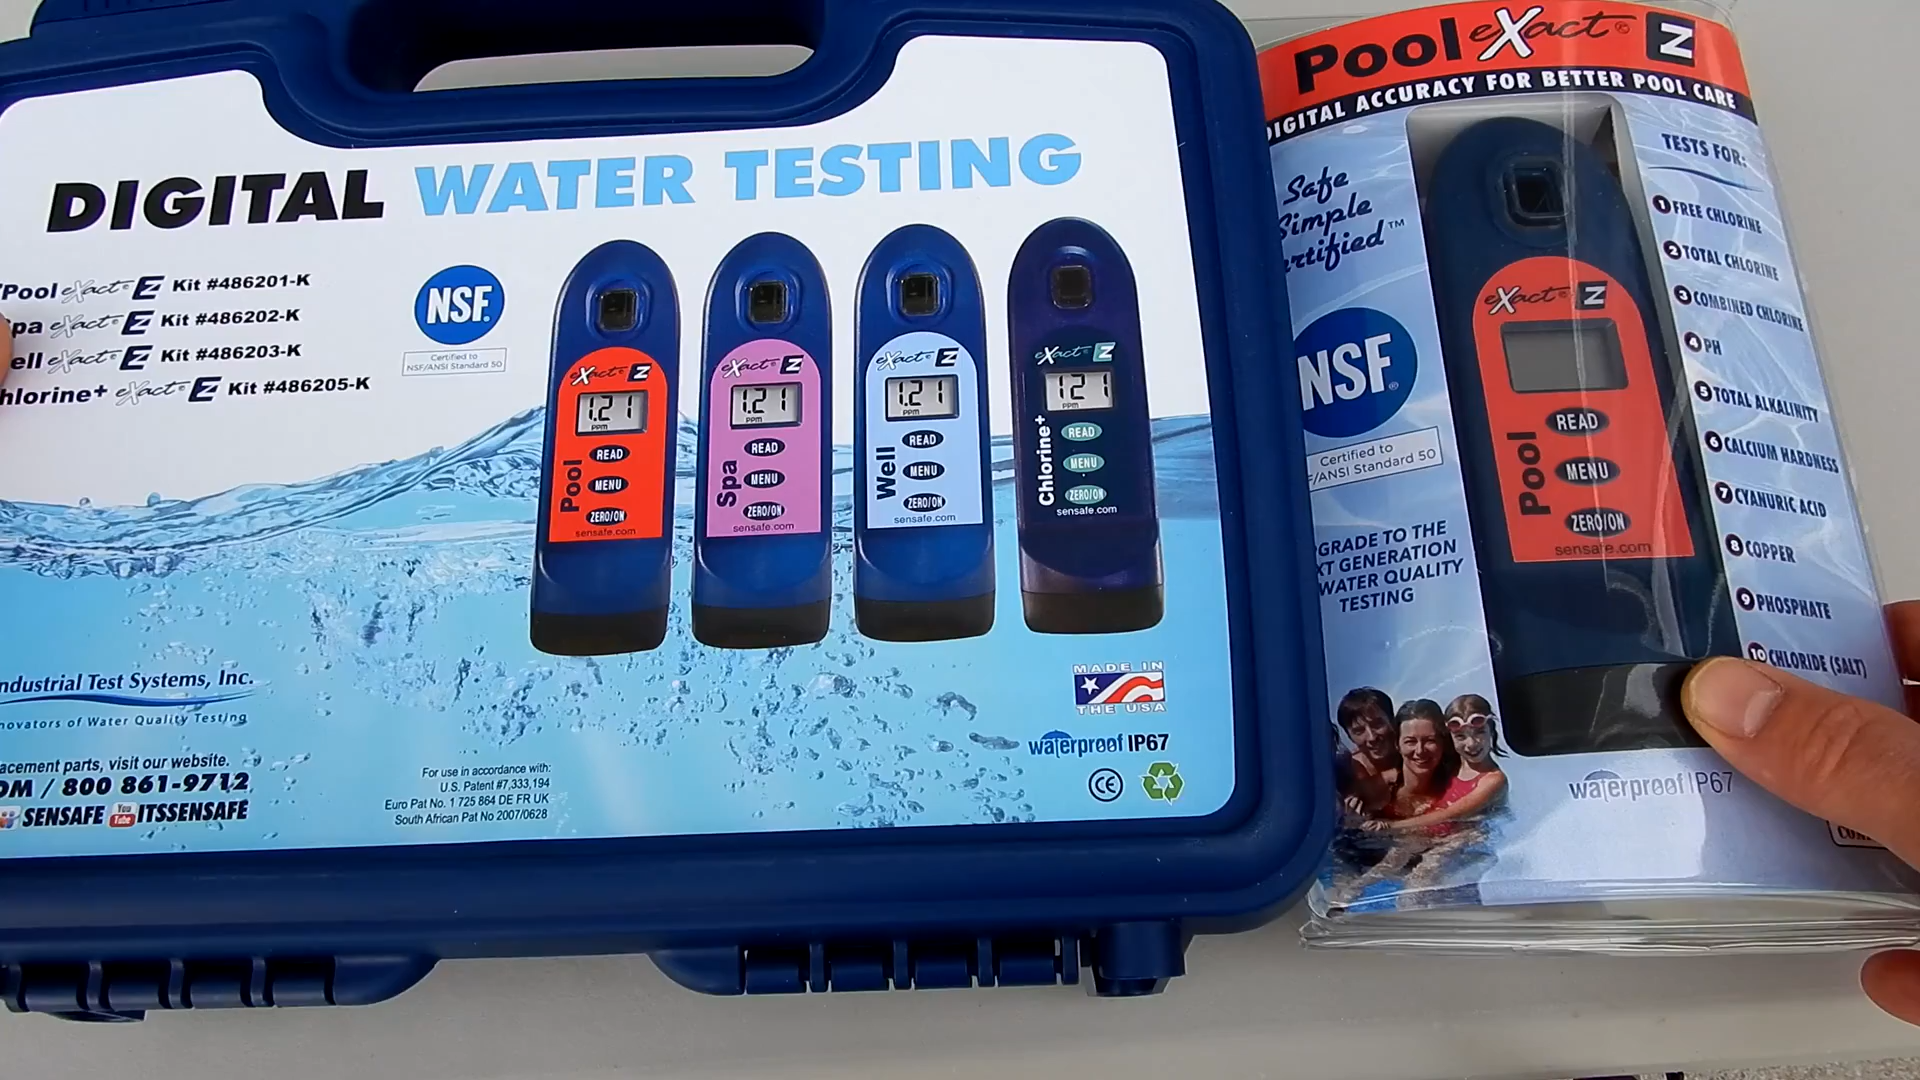 DIGITAL WATER TESTING
Pool eXact® Z Kit #486201-K
pa eXact® Z Kit #486202-K
ell eXact® Z Kit #486203-K
hlorine+ eXact® Z Kit #486205-K
NSF®
Certified to
NSF/ANSI Standard 50
eXact® Z
1.21
PPM
READ
MENU
ZERO/ON
Pool
sensafe.com
eXact® Z
1.21
PPM
READ
MENU
ZERO/ON
Spa
sensafe.com
eXact® Z
1.21
PPM
READ
MENU
ZERO/ON
Well
sensafe.com
eXact® Z
121
PPM
READ
MENU
ZERO/ON
Chlorine+
sensafe.com
ndustrial Test Systems, Inc.
novators of Water Quality Testing
acement parts, visit our website.
OM / 800 861-9712
SENSAFE You Tube ITSSENSAFE
For use in accordance with:
U.S. Patent #7,333,194
Euro Pat No. 1 725 864 DE FR UK
South African Pat No 2007/0628
MADE IN
THE USA
waterproof IP67
CE
Pool eXact® Z
DIGITAL ACCURACY FOR BETTER POOL CARE
Safe
Simple
ertified™
NSF®
Certified to
F/ANSI Standard 50
PGRADE TO THE
XT GENERATION
WATER QUALITY
TESTING
eXact® Z
READ
MENU
ZERO/ON
Pool
sensafe.com
TESTS FOR:
1 FREE CHLORINE
2 TOTAL CHLORINE
3 COMBINED CHLORINE
4 PH
5 TOTAL ALKALINITY
6 CALCIUM HARDNESS
7 CYANURIC ACID
8 COPPER
9 PHOSPHATE
10 CHLORIDE (SALT)
waterproof IP67